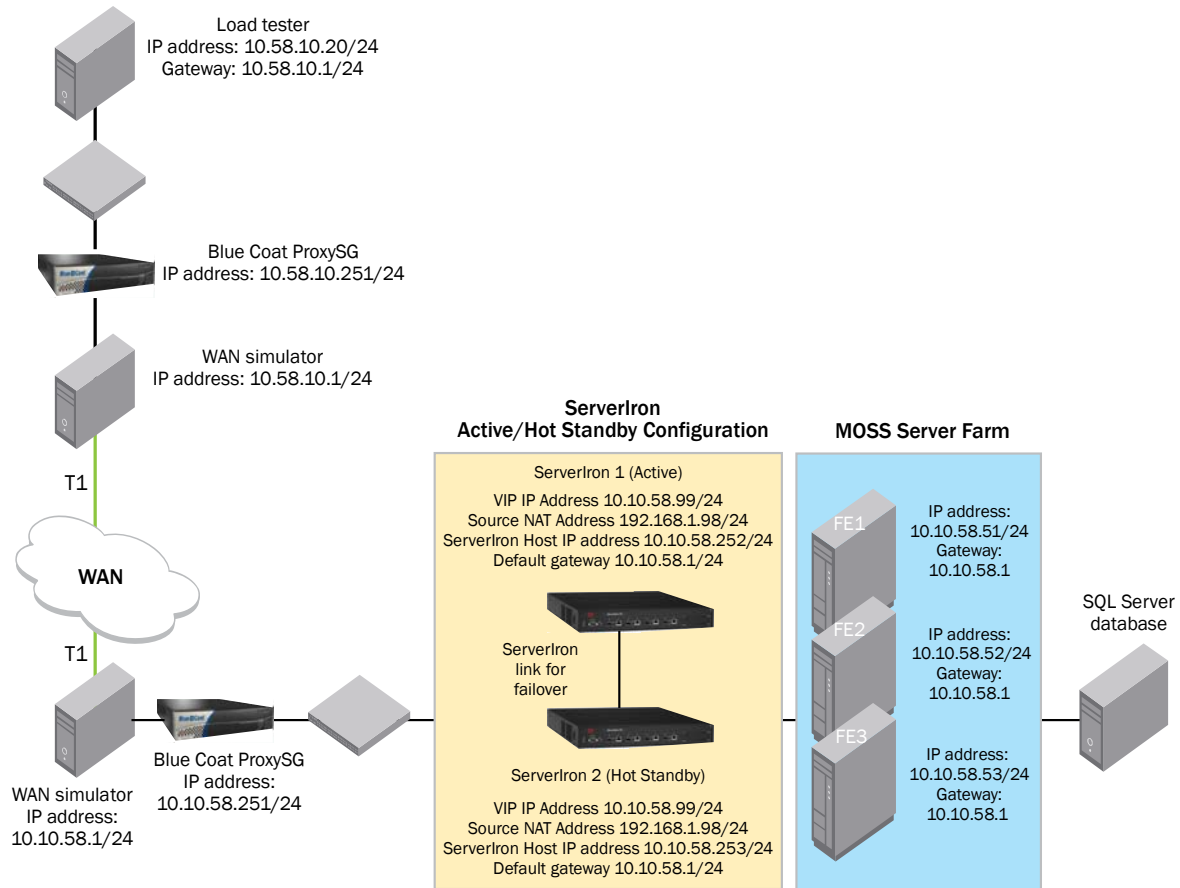 Load tester
IP address: 10.58.10.20/24
Gateway: 10.58.10.1/24
Blue Coat ProxySG
IP address: 10.58.10.251/24
WAN simulator
IP address: 10.58.10.1/24
T1
WAN
T1
WAN simulator
IP address:
10.10.58.1/24
Blue Coat ProxySG
IP address:
10.10.58.251/24
ServerIron
Active/Hot Standby Configuration
ServerIron 1 (Active)
VIP IP Address 10.10.58.99/24
Source NAT Address 192.168.1.98/24
ServerIron Host IP address 10.10.58.252/24
Default gateway 10.10.58.1/24
ServerIron
link for
failover
ServerIron 2 (Hot Standby)
VIP IP Address 10.10.58.99/24
Source NAT Address 192.168.1.98/24
ServerIron Host IP address 10.10.58.253/24
Default gateway 10.10.58.1/24
MOSS Server Farm
FE1
IP address:
10.10.58.51/24
Gateway:
10.10.58.1
FE2
IP address:
10.10.58.52/24
Gateway:
10.10.58.1
FE3
IP address:
10.10.58.53/24
Gateway:
10.10.58.1
SQL Server
database